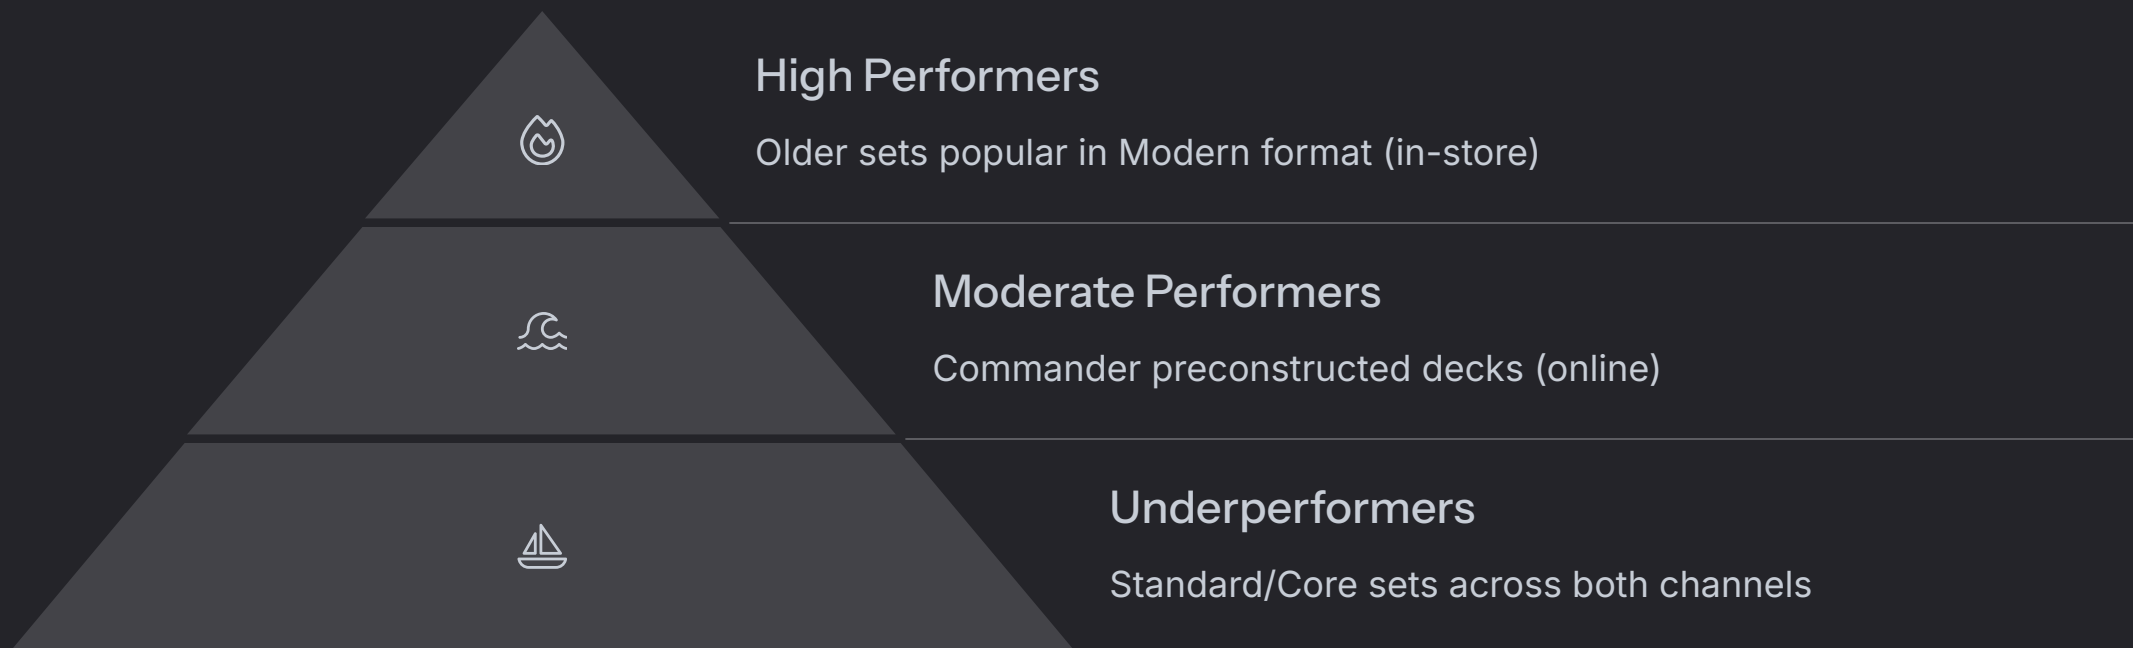 High Performers
Older sets popular in Modern format (in-store)
Moderate Performers
Commander preconstructed decks (online)
Underperformers
Standard/Core sets across both channels